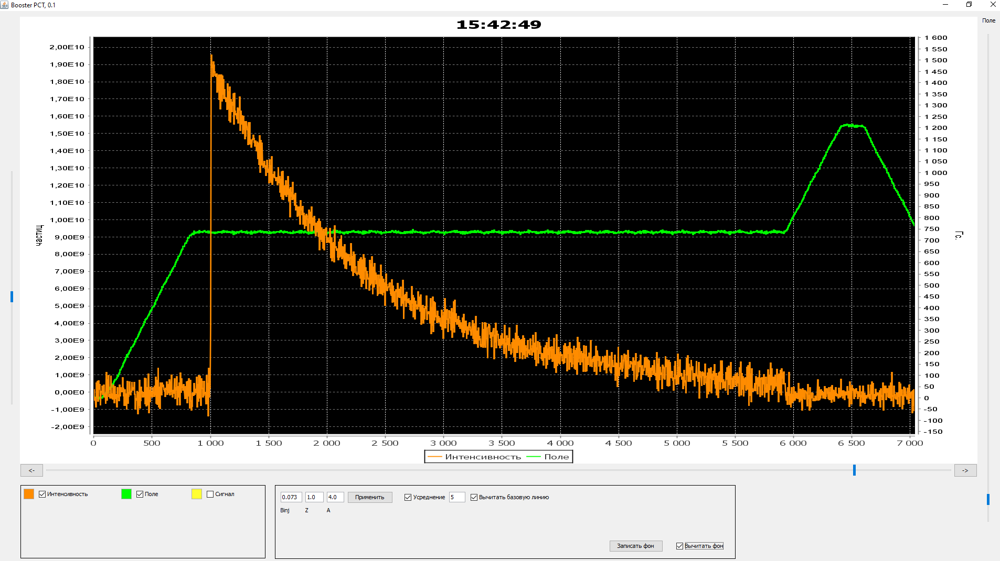 Booster PCT, 0.1
15:42:49
Поле
2,00E10
1,90E10
1,80E10
1,70E10
1,60E10
1,50E10
1,40E10
1,30E10
1,20E10
1,10E10
1,00E10
9,00E9
8,00E9
7,00E9
6,00E9
5,00E9
4,00E9
3,00E9
2,00E9
1,00E9
0,00E0
-1,00E9
-2,00E9
частиц
1 600
1 550
1 500
1 450
1 400
1 350
1 300
1 250
1 200
1 150
1 100
1 050
1 000
950
900
850
800
750
700
650
600
550
500
450
400
350
300
250
200
150
100
50
0
-50
-100
-150
Гс.
0 500 1 000 1 500 2 000 2 500 3 000 3 500 4 000 4 500 5 000 5 500 6 000 6 500 7 000
Интенсивность Поле
<- ->
Интенсивность Поле Сигнал
0.073 1.0 4.0 Применить Усреднение 5 Вычитать базовую линию
Binj Z A
Записать фон Вычитать фон